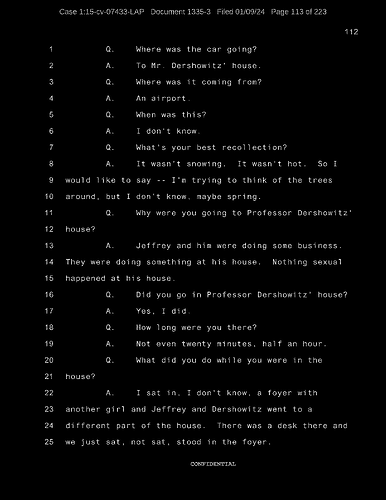 Case 1:15-cv-07433-LAP Document 1335-3 Filed 01/09/24 Page 113 of 223
112
1 Q. Where was the car going?
2 A. To Mr. Dershowitz' house.
3 Q. Where was it coming from?
4 A. An airport.
5 Q. When was this?
6 A. I don't know.
7 Q. What's your best recollection?
8 A. It wasn't snowing. It wasn't hot. So I
9 would like to say -- I'm trying to think of the trees
10 around, but I don't know, maybe spring.
11 Q. Why were you going to Professor Dershowitz'
12 house?
13 A. Jeffrey and him were doing some business.
14 They were doing something at his house. Nothing sexual
15 happened at his house.
16 Q. Did you go in Professor Dershowitz' house?
17 A. Yes, I did.
18 Q. How long were you there?
19 A. Not even twenty minutes, half an hour.
20 Q. What did you do while you were in the
21 house?
22 A. I sat in, I don't know, a foyer with
23 another girl and Jeffrey and Dershowitz went to a
24 different part of the house. There was a desk there and
25 we just sat, not sat, stood in the foyer.
CONFIDENTIAL